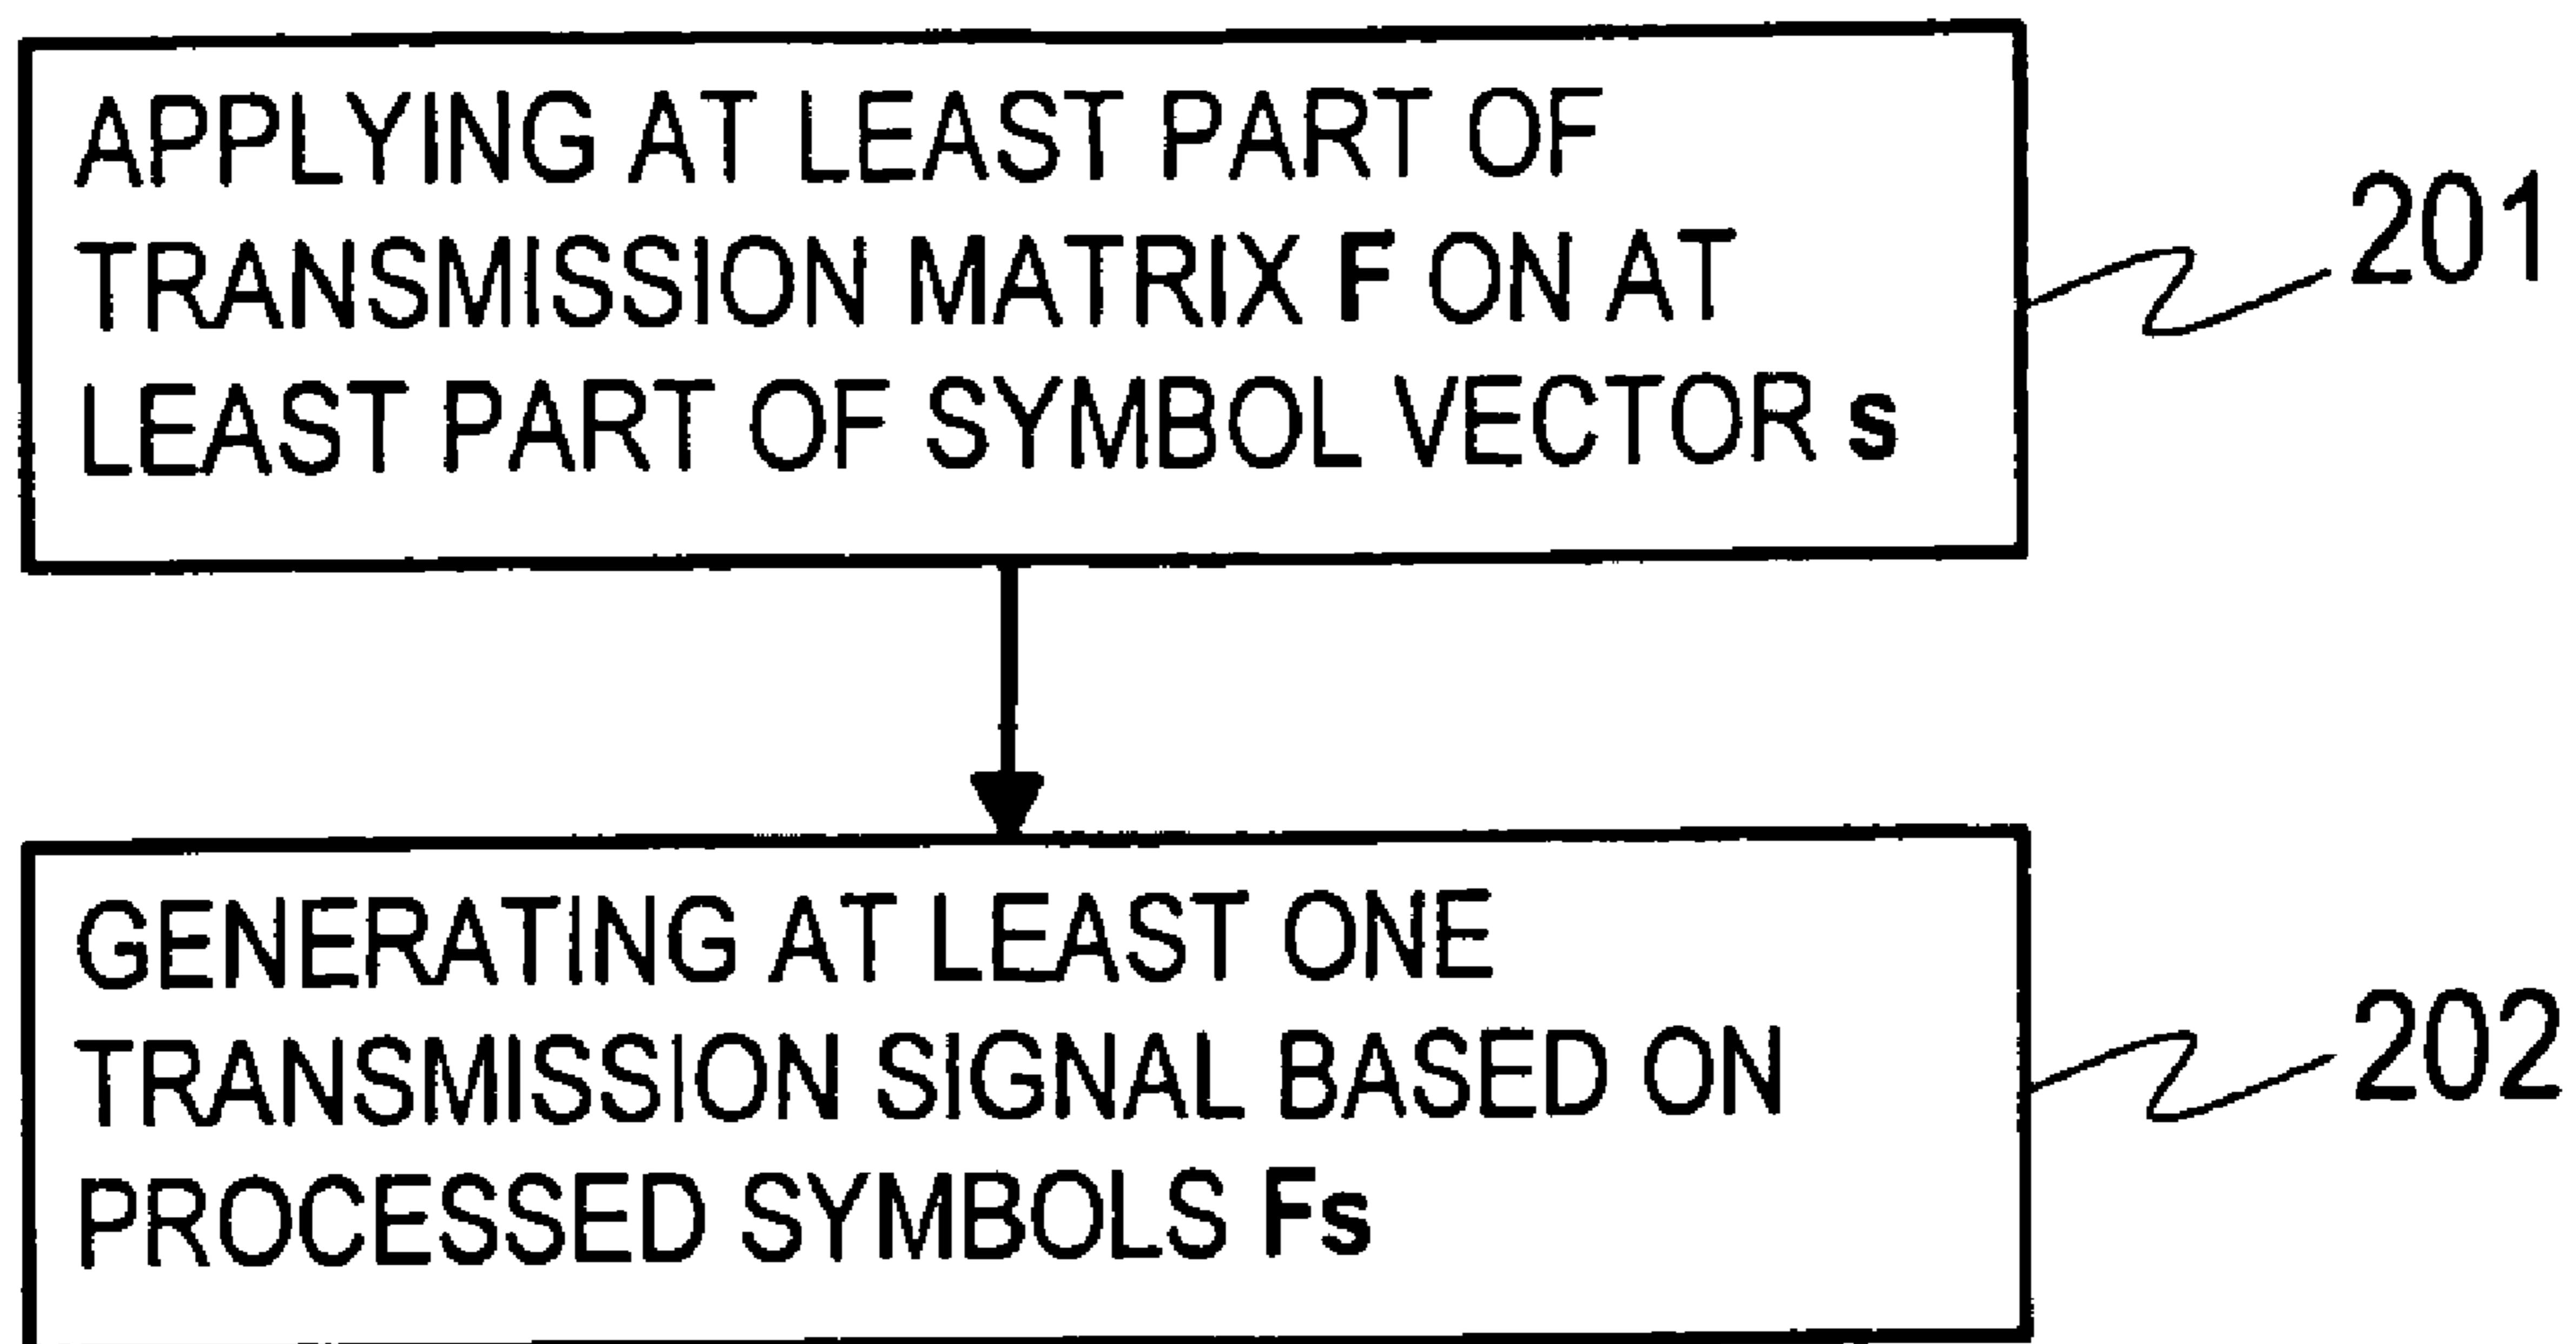 APPLYING AT LEAST PART OF
TRANSMISSION MATRIX F ON AT
LEAST PART OF SYMBOL VECTOR s
201
GENERATING AT LEAST ONE
TRANSMISSION SIGNAL BASED ON
PROCESSED SYMBOLS Fs
202